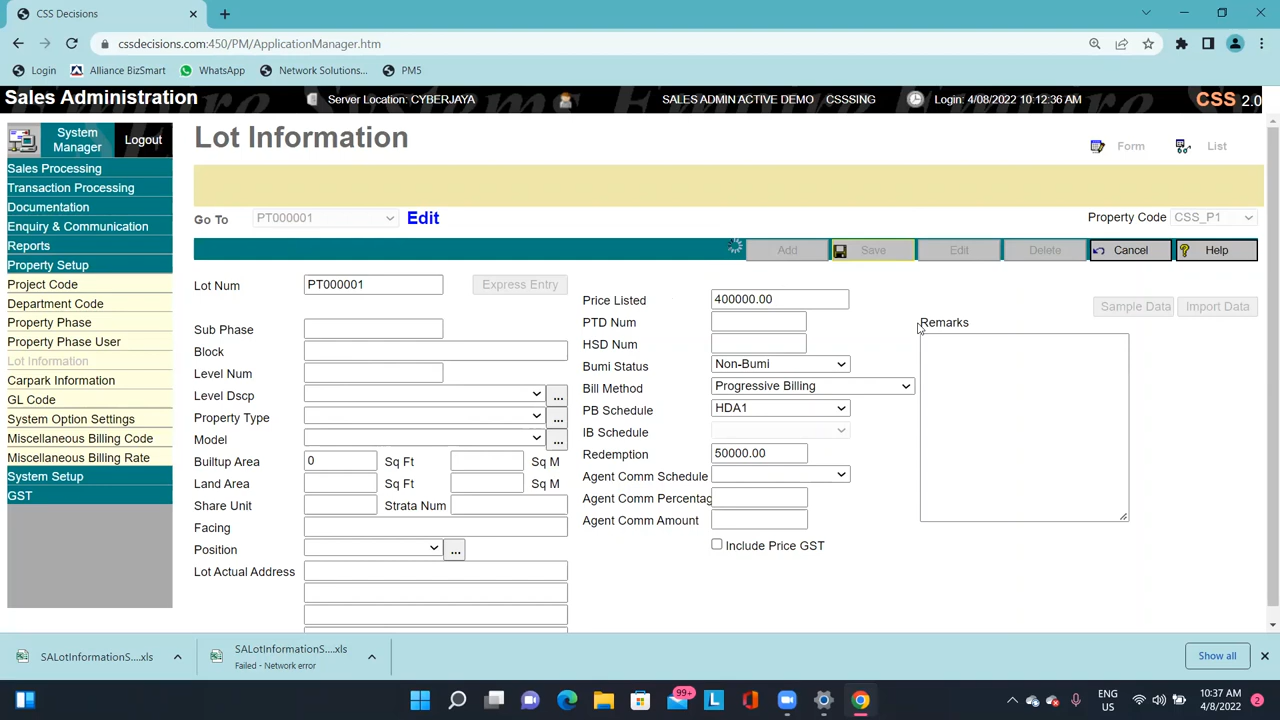 CSS Decisions
cssdecisions.com:450/PM/ApplicationManager.htm
Login
Alliance BizSmart
WhatsApp
Network Solutions...
PM5
Sales Administration
Server Location: CYBERJAYA
SALES ADMIN ACTIVE DEMO CSSSING
Login: 4/08/2022 10:12:36 AM
CSS 2.0
System Manager
Logout
Lot Information
Form
List
Sales Processing
Transaction Processing
Documentation
Enquiry & Communication
Reports
Property Setup
Project Code
Department Code
Property Phase
Property Phase User
Lot Information
Carpark Information
GL Code
System Option Settings
Miscellaneous Billing Code
Miscellaneous Billing Rate
System Setup
GST
Go To PT000001 Edit
Property Code CSS_P1
Add Save Edit Delete Cancel Help
Lot Num PT000001 Express Entry
Sub Phase
Block
Level Num
Level Dscp ...
Property Type ...
Model ...
Builtup Area 0 Sq Ft Sq M
Land Area Sq Ft Sq M
Share Unit Strata Num
Facing
Position ...
Lot Actual Address
Price Listed 400000.00
PTD Num
HSD Num
Bumi Status Non-Bumi
Bill Method Progressive Billing
PB Schedule HDA1
IB Schedule
Redemption 50000.00
Agent Comm Schedule
Agent Comm Percentag
Agent Comm Amount
Include Price GST
Sample Data Import Data
Remarks
SALotInformationS....xls
SALotInformationS....xls
Failed - Network error
Show all
99+
L
ENG
US
10:37 AM
4/8/2022
2